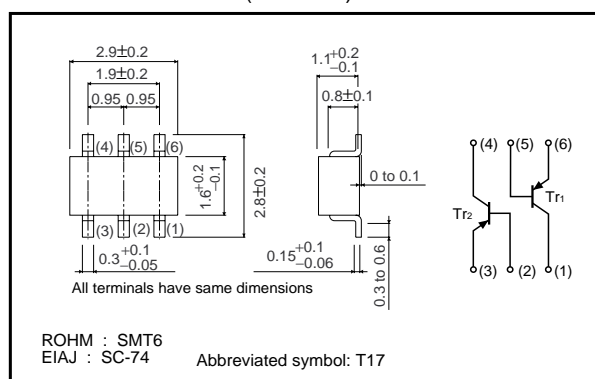 2.9±0.2
1.9±0.2
0.95 0.95
(4) (5) (6)
(3) (2) (1)
1.6+0.2−0.1
2.8±0.2
0.3+0.1−0.05
All terminals have same dimensions
1.1+0.2−0.1
0.8±0.1
0 to 0.1
0.15+0.1−0.06
0.3 to 0.6
(4) (5) (6)
Tr1
Tr2
(3) (2) (1)
ROHM : SMT6
EIAJ : SC-74
Abbreviated symbol: T17